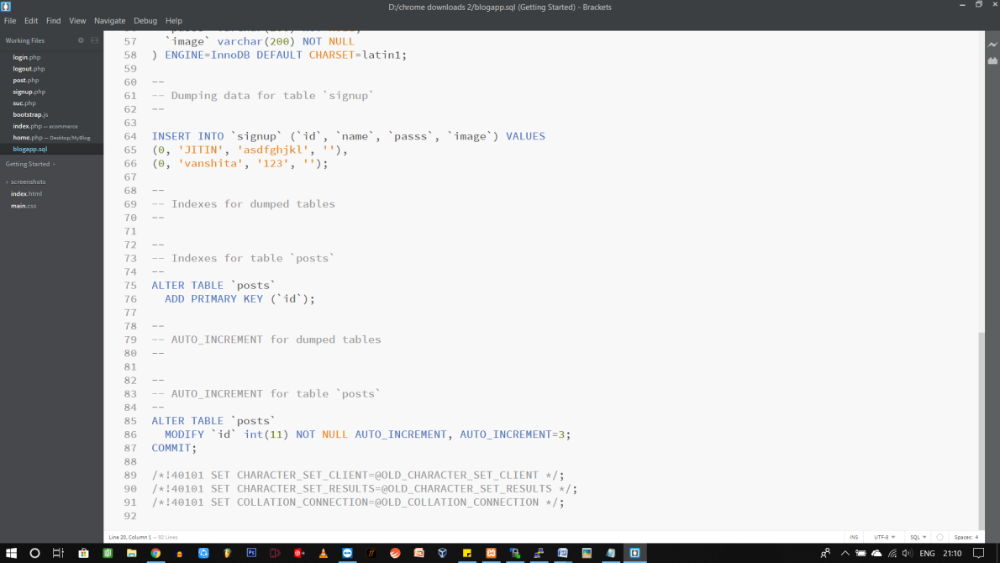 D:/chrome downloads 2/blogapp.sql (Getting Started) - Brackets
File Edit Find View Navigate Debug Help
Working Files
login.php
logout.php
post.php
signup.php
suc.php
bootstrap.js
index.php — ecommerce
home.php — Desktop/MyBlog
blogapp.sql
Getting Started
screenshots
index.html
main.css
57 `image` varchar(200) NOT NULL
58 ) ENGINE=InnoDB DEFAULT CHARSET=latin1;
59
60 --
61 -- Dumping data for table `signup`
62 --
63
64 INSERT INTO `signup` (`id`, `name`, `passs`, `image`) VALUES
65 (0, 'JITIN', 'asdfghjkl', ''),
66 (0, 'vanshita', '123', '');
67
68 --
69 -- Indexes for dumped tables
70 --
71
72 --
73 -- Indexes for table `posts`
74 --
75 ALTER TABLE `posts`
76 ADD PRIMARY KEY (`id`);
77
78 --
79 -- AUTO_INCREMENT for dumped tables
80 --
81
82 --
83 -- AUTO_INCREMENT for table `posts`
84 --
85 ALTER TABLE `posts`
86 MODIFY `id` int(11) NOT NULL AUTO_INCREMENT, AUTO_INCREMENT=3;
87 COMMIT;
88
89 /*!40101 SET CHARACTER_SET_CLIENT=@OLD_CHARACTER_SET_CLIENT */;
90 /*!40101 SET CHARACTER_SET_RESULTS=@OLD_CHARACTER_SET_RESULTS */;
91 /*!40101 SET COLLATION_CONNECTION=@OLD_COLLATION_CONNECTION */;
92
Line 20, Column 1 — 92 Lines
INS UTF-8 SQL Spaces: 4
Ps
ENG 21:10